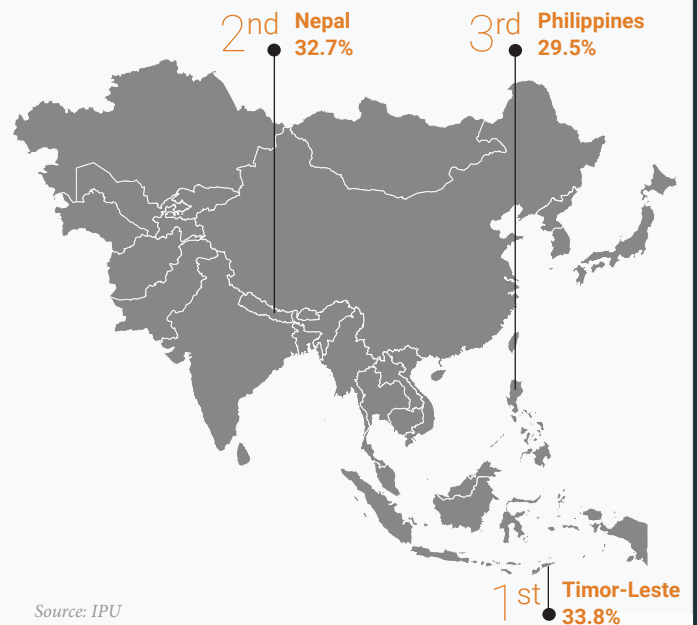 2nd Nepal
32.7%
3rd Philippines
29.5%
1st Timor-Leste
33.8%
Source: IPU